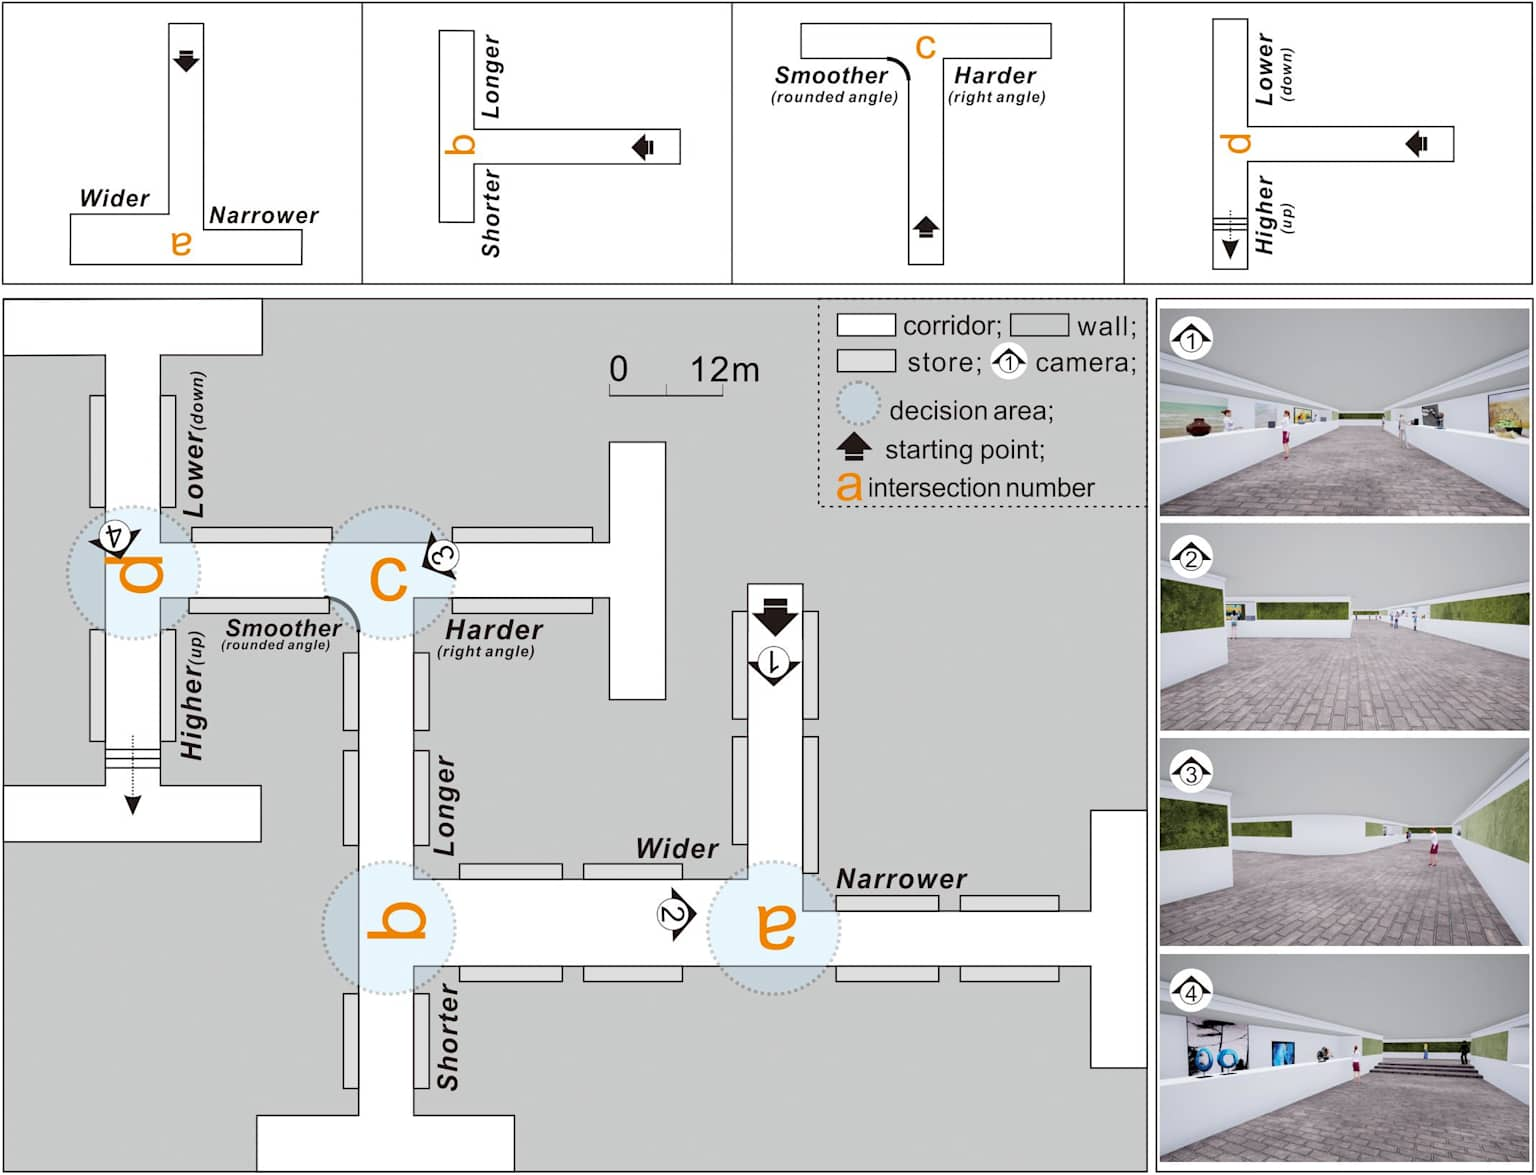 Wider
Narrower
a
Longer
b
Shorter
c
Smoother
(rounded angle)
Harder
(right angle)
Lower
(down)
d
Higher
(up)
0 12m
corridor; wall;
store; 1 camera;
decision area;
starting point;
a intersection number
Lower(down)
4
d
c
3
Smoother
(rounded angle)
Harder
(right angle)
Higher(up)
1
Longer
Wider
Narrower
2
b
a
Shorter
1
2
3
4